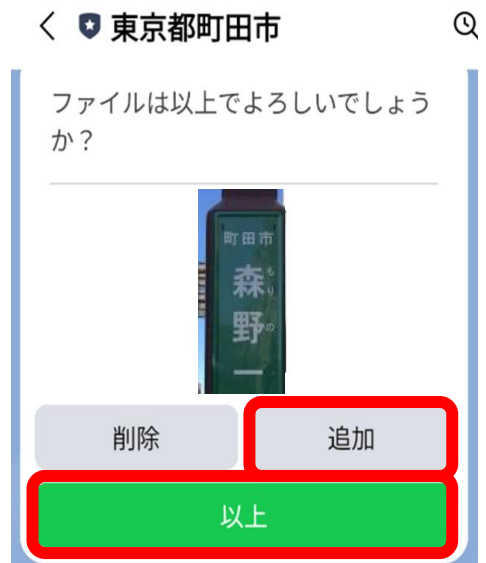 東京都町田市
ファイルは以上でよろしいでしょう
か？
町田市
森野一
もりの
削除
追加
以上